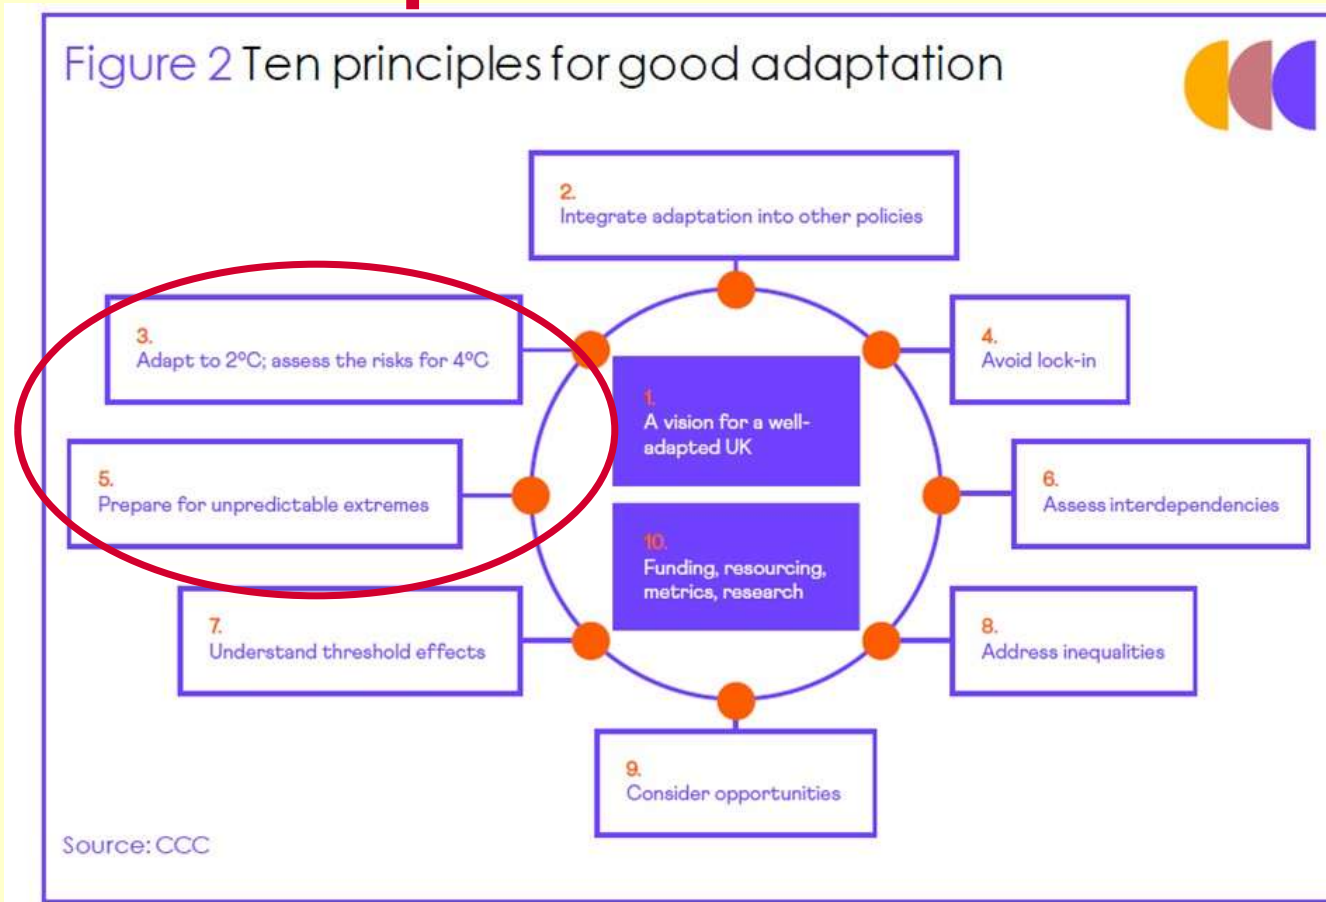 Figure 2 Ten principles for good adaptation
2.
Integrate adaptation into other policies
3.
Adapt to 2°C; assess the risks for 4°C
4.
Avoid lock-in
1.
A vision for a well-
adapted UK
5.
Prepare for unpredictable extremes
6.
Assess interdependencies
10.
Funding, resourcing,
metrics, research
7.
Understand threshold effects
8.
Address inequalities
9.
Consider opportunities
Source: CCC